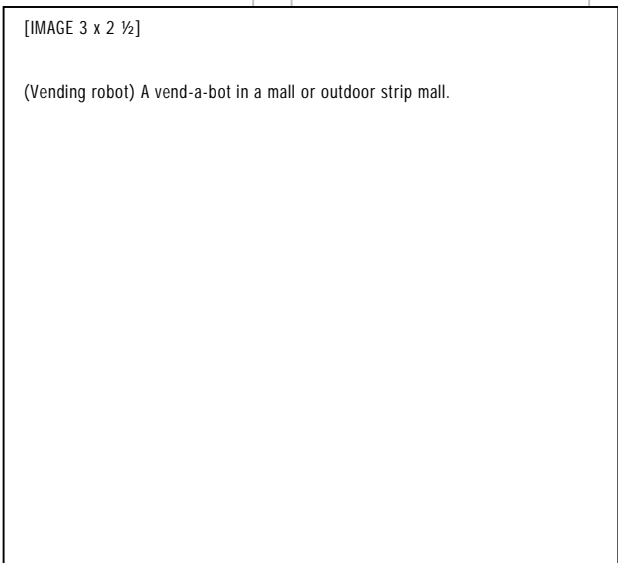 [IMAGE 3 x 2 ½]
(Vending robot) A vend-a-bot in a mall or outdoor strip mall.